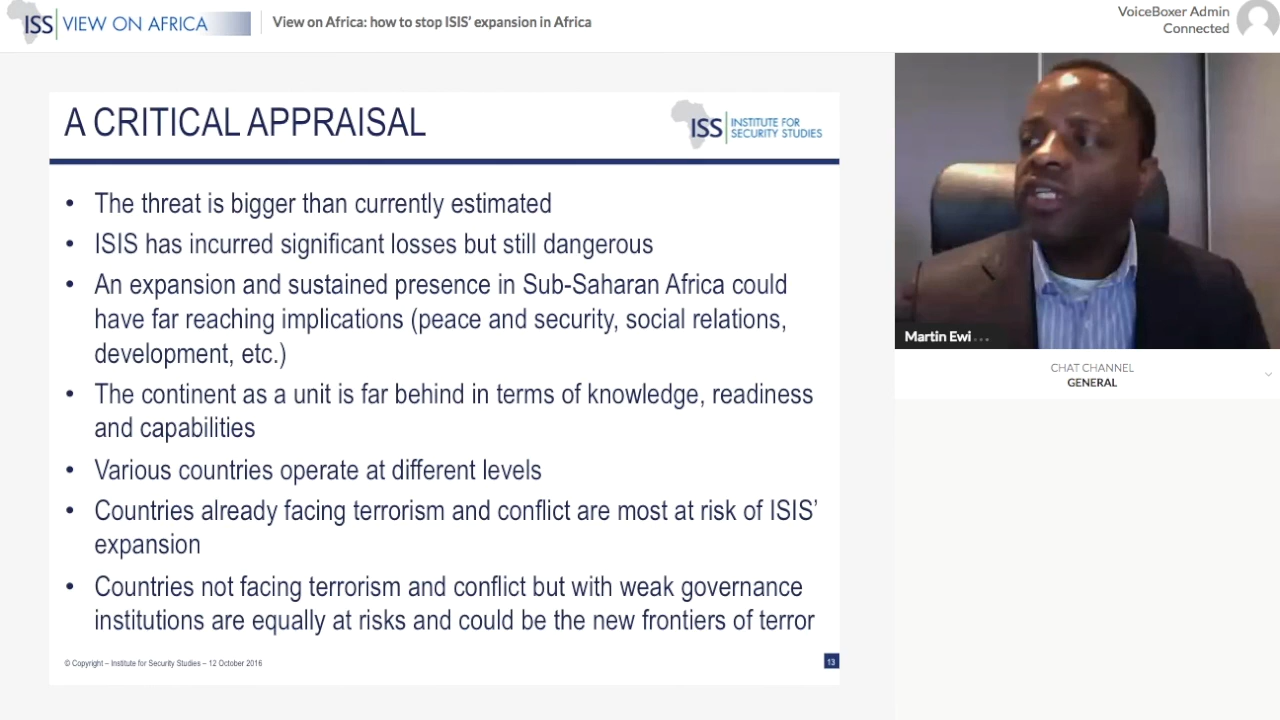 ISS VIEW ON AFRICA
View on Africa: how to stop ISIS' expansion in Africa
VoiceBoxer Admin
Connected
A CRITICAL APPRAISAL
ISS INSTITUTE FOR
SECURITY STUDIES
• The threat is bigger than currently estimated
• ISIS has incurred significant losses but still dangerous
• An expansion and sustained presence in Sub-Saharan Africa could
have far reaching implications (peace and security, social relations,
development, etc.)
• The continent as a unit is far behind in terms of knowledge, readiness
and capabilities
• Various countries operate at different levels
• Countries already facing terrorism and conflict are most at risk of ISIS'
expansion
• Countries not facing terrorism and conflict but with weak governance
institutions are equally at risks and could be the new frontiers of terror
© Copyright – Institute for Security Studies – 12 October 2016
13
Martin Ewi ...
CHAT CHANNEL
GENERAL